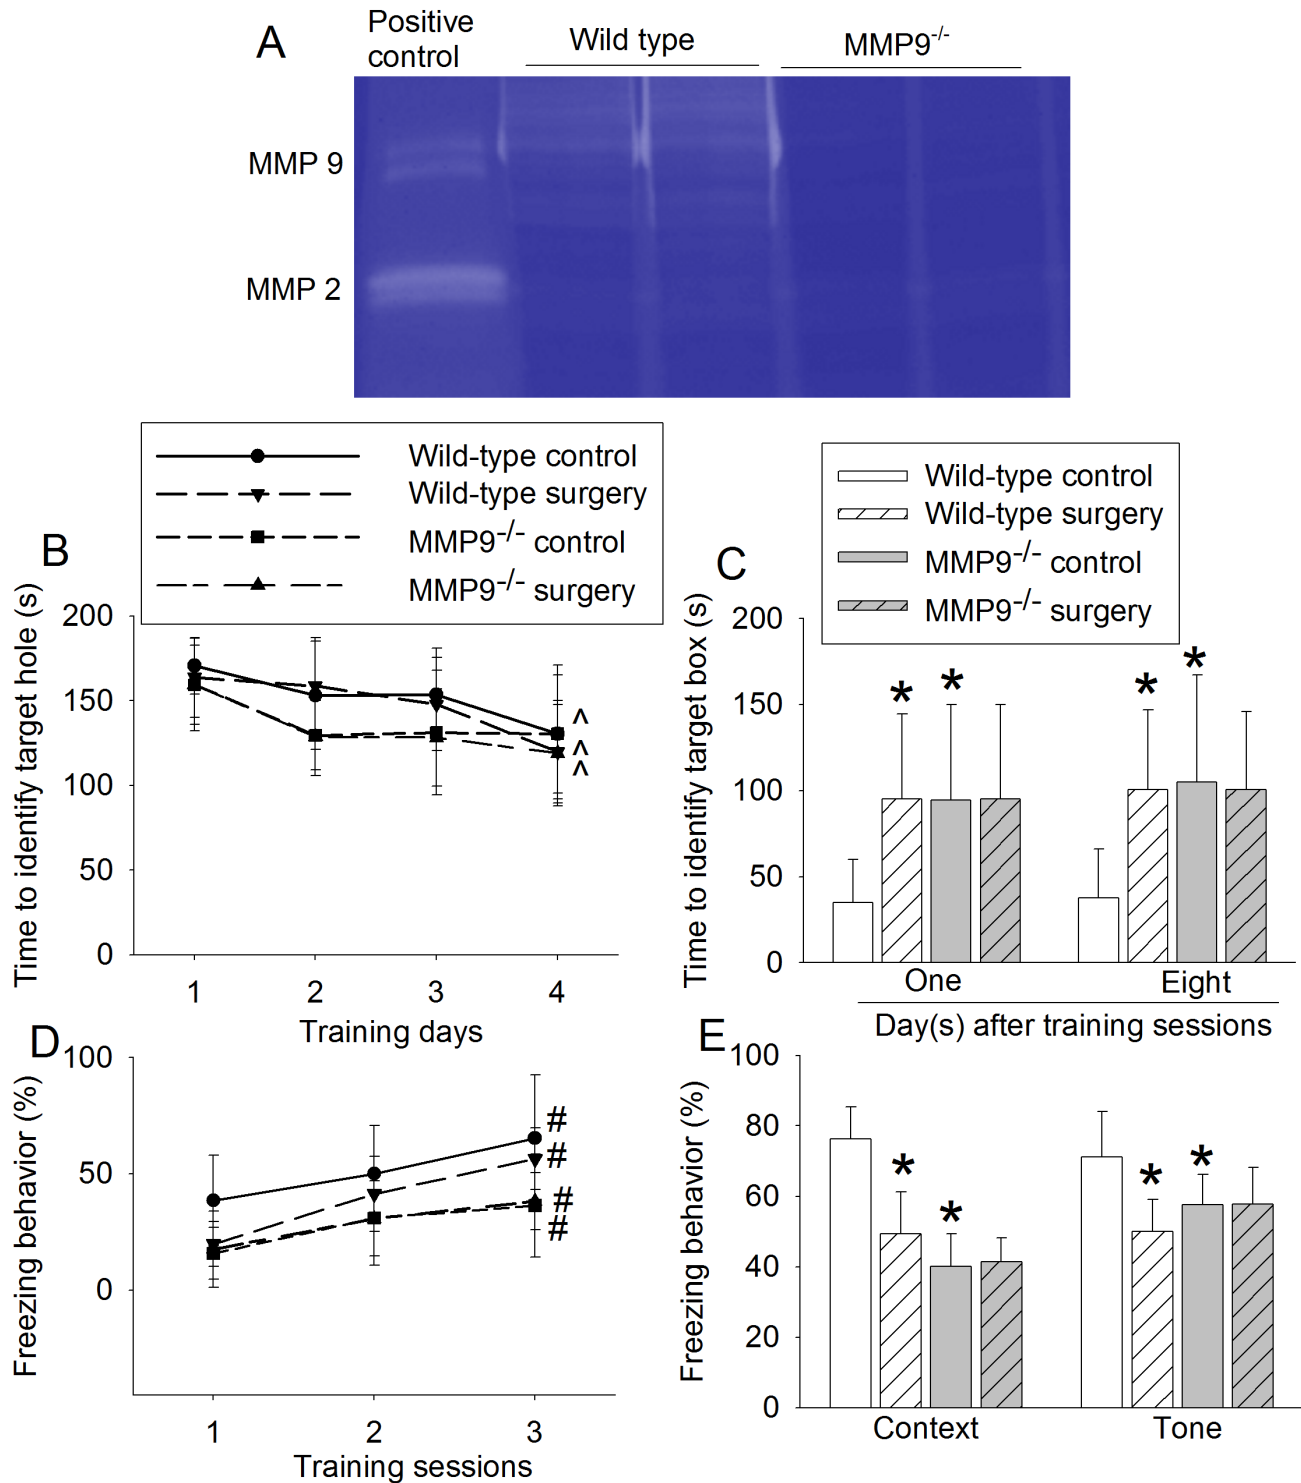 A
Positive
control
Wild type
MMP9-/-
MMP 9
MMP 2
B
Wild-type control
Wild-type surgery
MMP9-/- control
MMP9-/- surgery
Time to identify target hole (s)
200
150
100
50
0
^
^
^
1 2 3 4
Training days
C
Wild-type control
Wild-type surgery
MMP9-/- control
MMP9-/- surgery
Time to identify target box (s)
200
150
100
50
0
* * * *
One Eight
Day(s) after training sessions
D
Freezing behavior (%)
100
50
0
#
#
#
#
1 2 3
Training sessions
E
Freezing behavior (%)
100
80
60
40
20
0
* * * *
Context Tone